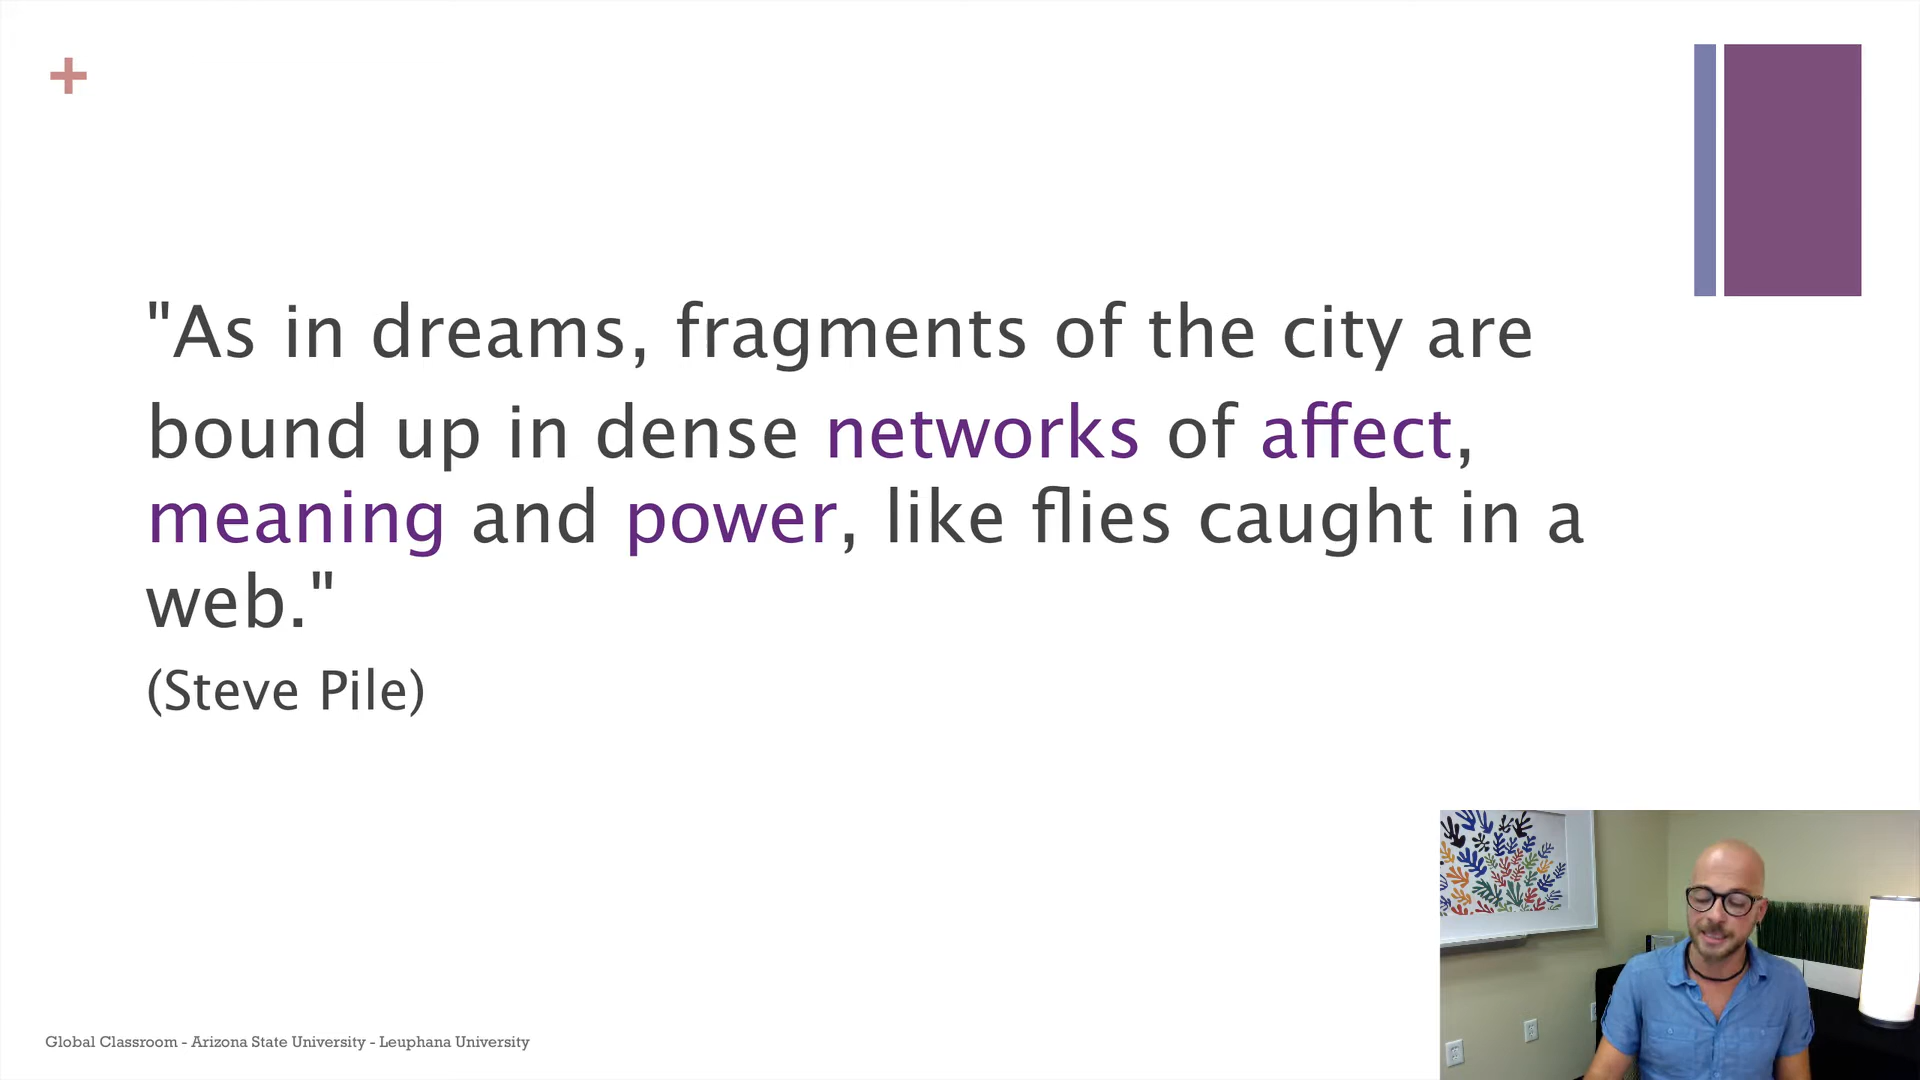 "As in dreams, fragments of the city are
bound up in dense networks of affect,
meaning and power, like flies caught in a
web."
(Steve Pile)
Global Classroom - Arizona State University - Leuphana University